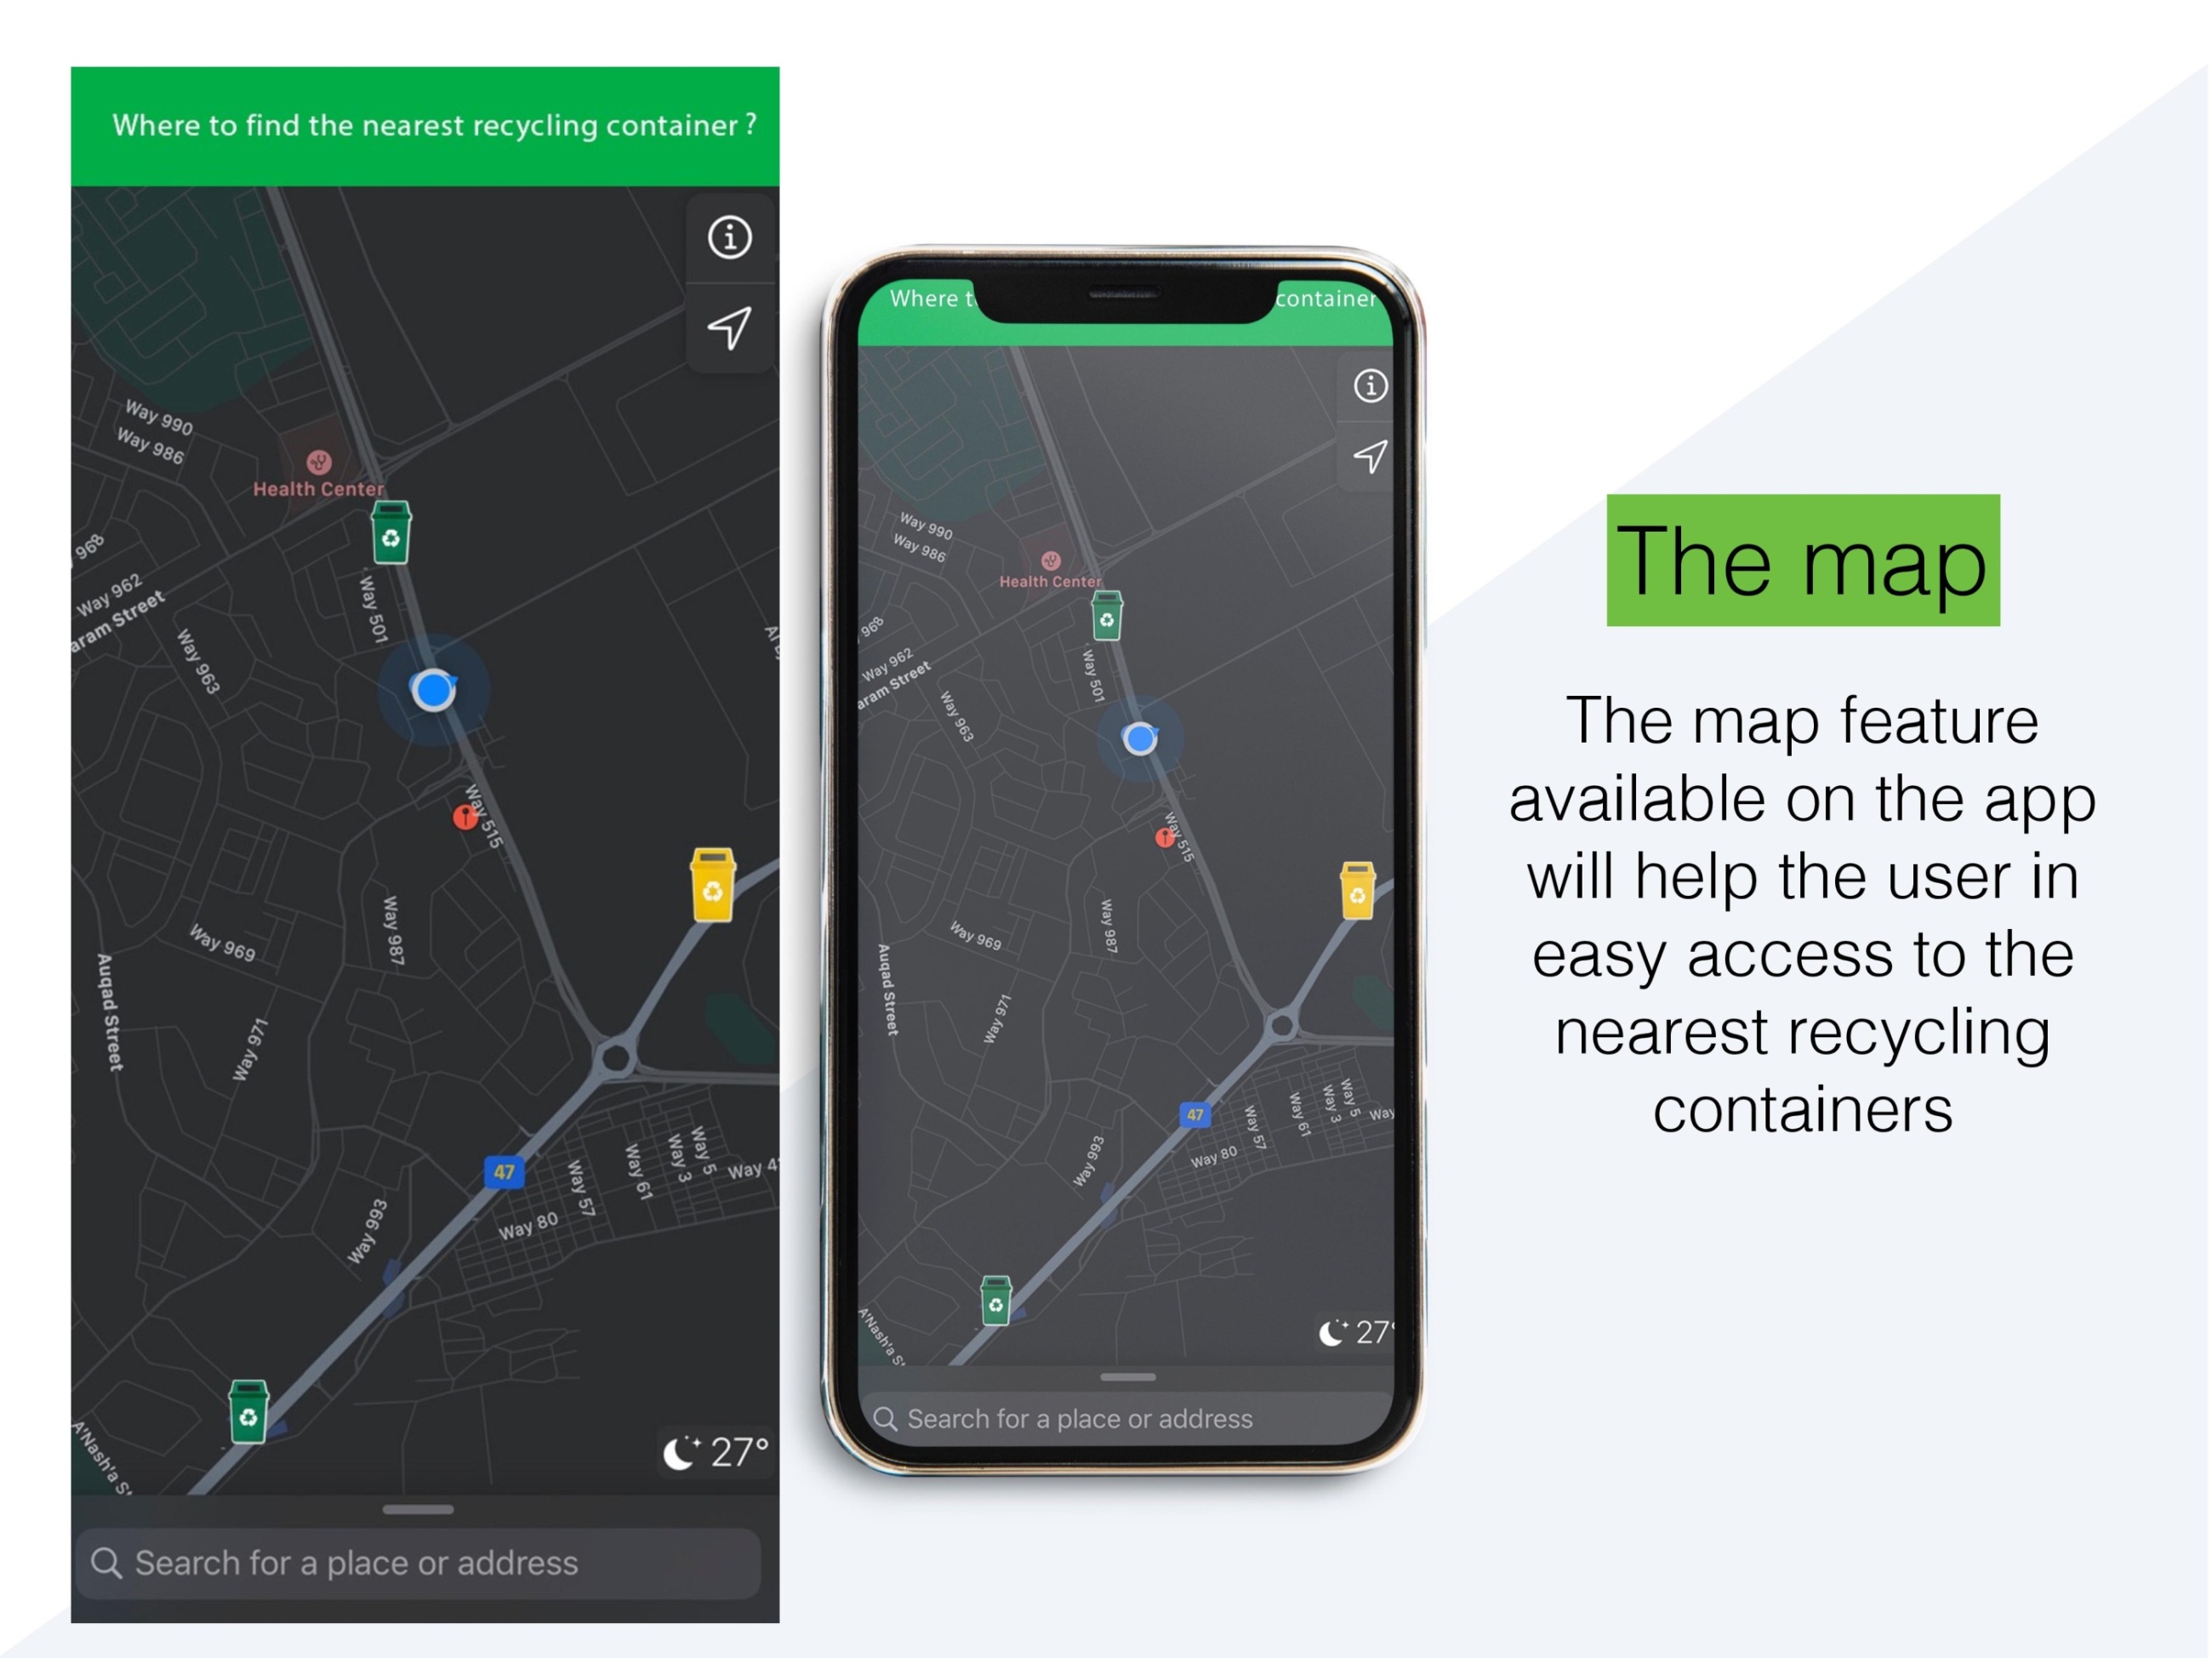 Where to find the nearest recycling container ?
Way 990
Way 986
Health Center
968
Way 962
aram Street
Way 501
Way 963
Way 515
Way 987
Way 969
Auqad Street
Way 971
47
Way 5
Way 3
Way 61
Way 57
Way 4
Way 80
Way 993
A'Nash'a S
27°
Search for a place or address
Where t
container
Way 990
Way 986
Health Center
968
Way 962
aram Street
Way 501
Way 963
Way 515
Way 987
Way 969
Auqad Street
Way 971
47
Way 5
Way 3
Way 61
Way 57
Way
Way 80
Way 993
A'Nash'a S
27°
Search for a place or address
The map
The map feature
available on the app
will help the user in
easy access to the
nearest recycling
containers